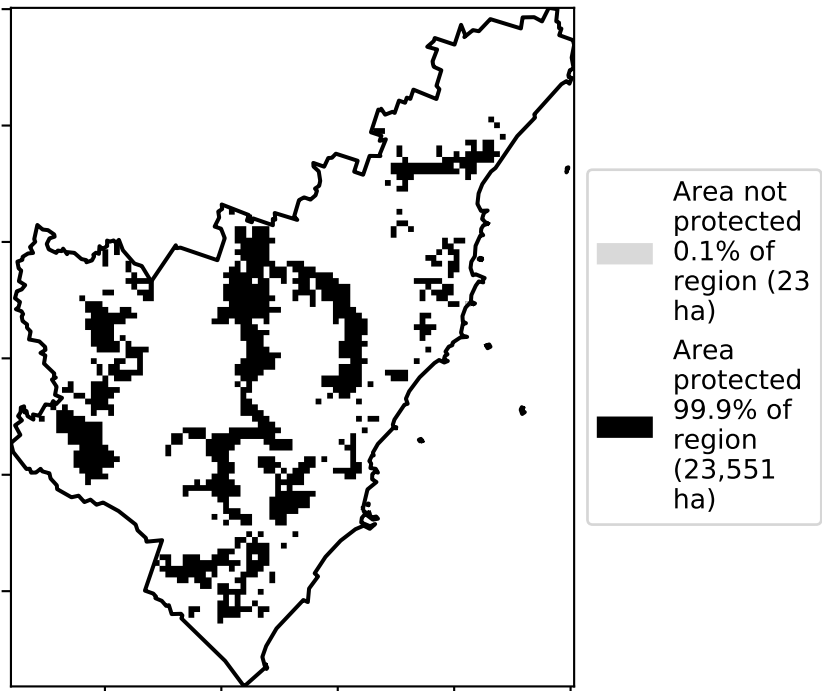 Area not
protected
0.1% of
region (23
ha)
Area
protected
99.9% of
region
(23,551
ha)